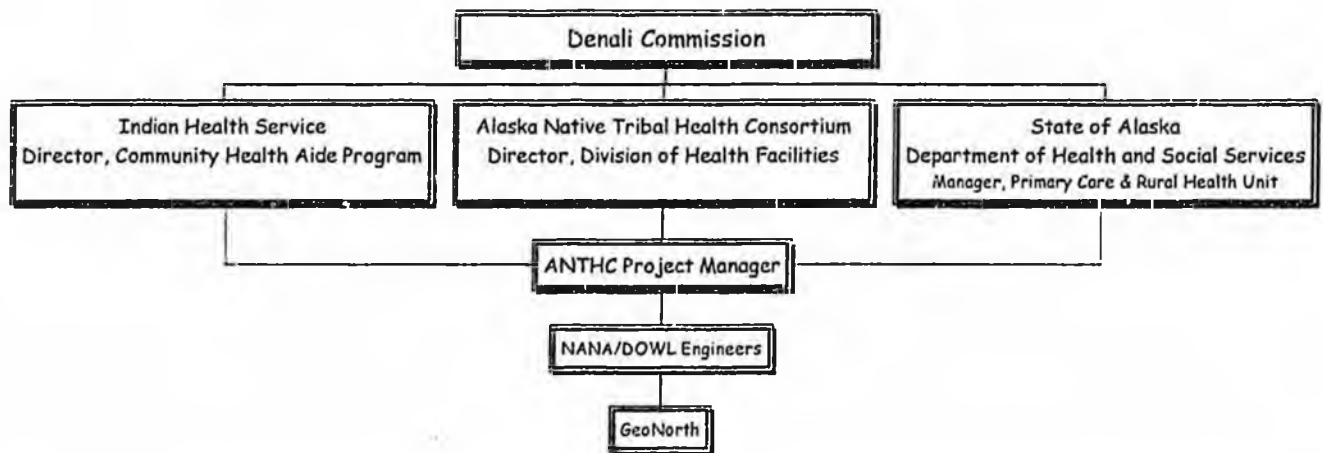 Denali Commission
Indian Health Service
Director, Community Health Aide Program
Alaska Native Tribal Health Consortium
Director, Division of Health Facilities
State of Alaska
Department of Health and Social Services
Manager, Primary Care & Rural Health Unit
ANTHC Project Manager
NANA/DOWL Engineers
GeoNorth